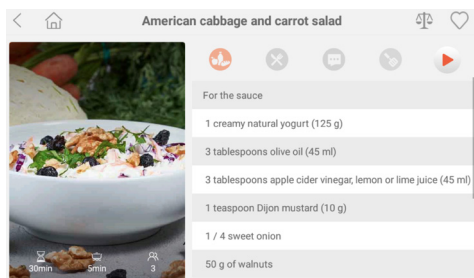 American cabbage and carrot salad
For the sauce
1 creamy natural yogurt (125 g)
3 tablespoons olive oil (45 ml)
3 tablespoons apple cider vinegar, lemon or lime juice (45 ml)
1 teaspoon Dijon mustard (10 g)
1 / 4 sweet onion
50 g of walnuts
30min 5min 3